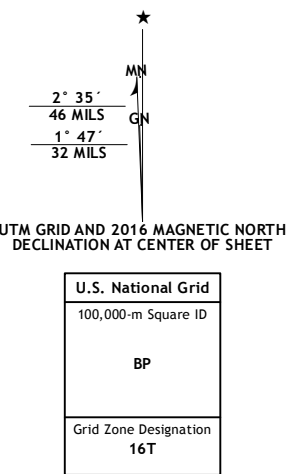 MN
2° 35´
46 MILS
GN
1° 47´
32 MILS
UTM GRID AND 2016 MAGNETIC NORTH
DECLINATION AT CENTER OF SHEET
U.S. National Grid
100,000-m Square ID
BP
Grid Zone Designation
16T